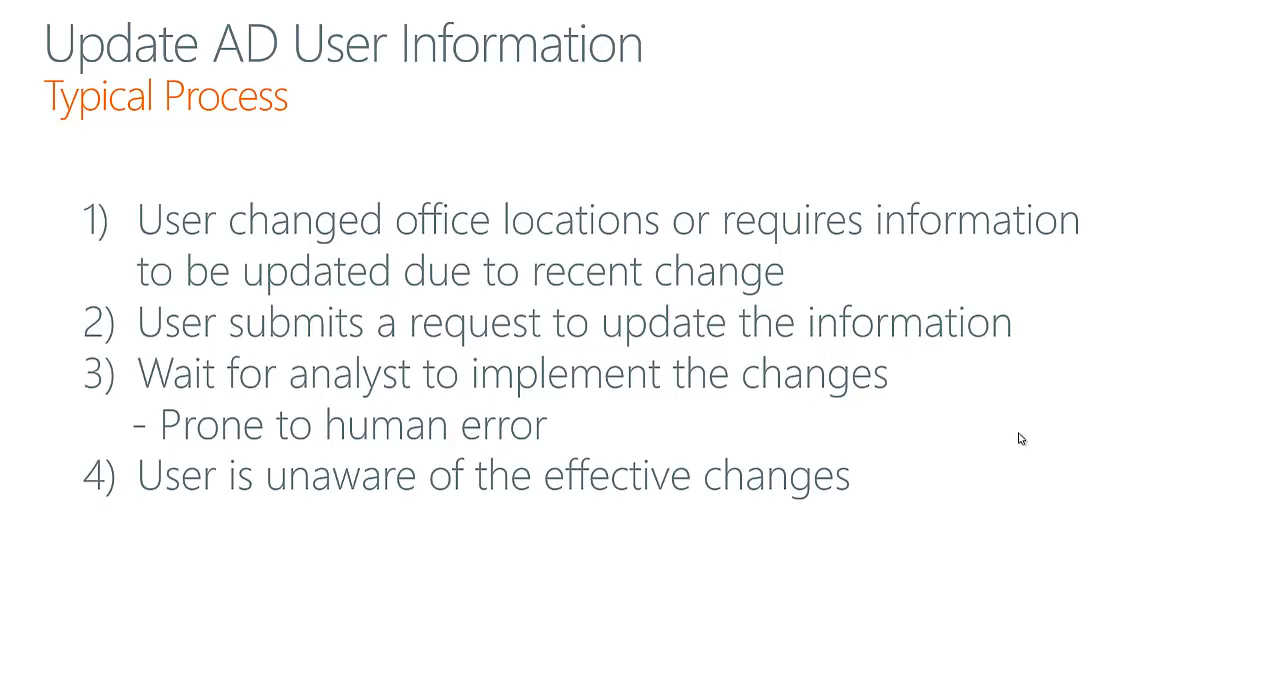 Update AD User Information
Typical Process
1) User changed office locations or requires information
to be updated due to recent change
2) User submits a request to update the information
3) Wait for analyst to implement the changes
- Prone to human error
4) User is unaware of the effective changes